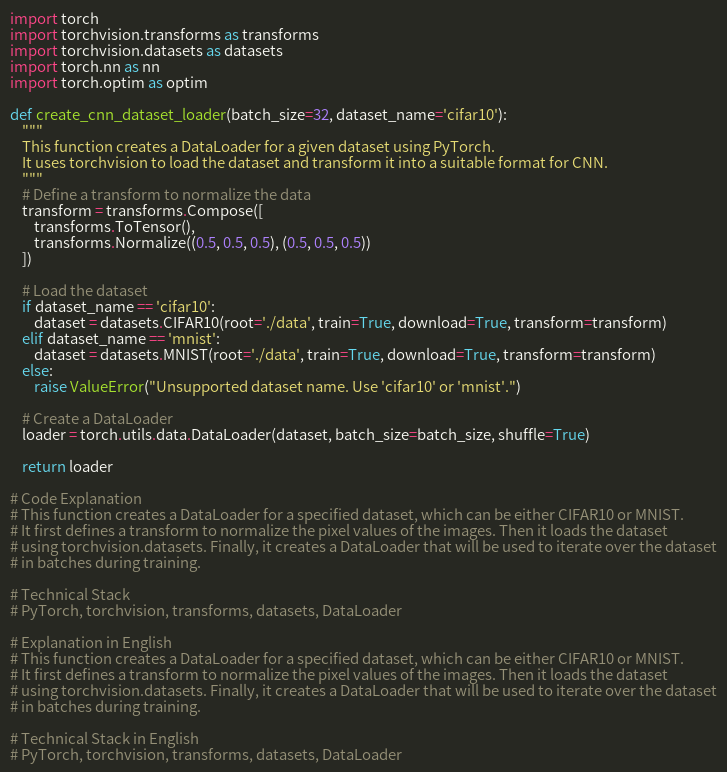 import torch
import torchvision.transforms as transforms
import torchvision.datasets as datasets
import torch.nn as nn
import torch.optim as optim

def create_cnn_dataset_loader(batch_size=32, dataset_name='cifar10'):
    """
    This function creates a DataLoader for a given dataset using PyTorch.
    It uses torchvision to load the dataset and transform it into a suitable format for CNN.
    """
    # Define a transform to normalize the data
    transform = transforms.Compose([
        transforms.ToTensor(),
        transforms.Normalize((0.5, 0.5, 0.5), (0.5, 0.5, 0.5))
    ])

    # Load the dataset
    if dataset_name == 'cifar10':
        dataset = datasets.CIFAR10(root='./data', train=True, download=True, transform=transform)
    elif dataset_name == 'mnist':
        dataset = datasets.MNIST(root='./data', train=True, download=True, transform=transform)
    else:
        raise ValueError("Unsupported dataset name. Use 'cifar10' or 'mnist'.")

    # Create a DataLoader
    loader = torch.utils.data.DataLoader(dataset, batch_size=batch_size, shuffle=True)

    return loader

# Code Explanation
# This function creates a DataLoader for a specified dataset, which can be either CIFAR10 or MNIST.
# It first defines a transform to normalize the pixel values of the images. Then it loads the dataset
# using torchvision.datasets. Finally, it creates a DataLoader that will be used to iterate over the dataset
# in batches during training.

# Technical Stack
# PyTorch, torchvision, transforms, datasets, DataLoader

# Explanation in English
# This function creates a DataLoader for a specified dataset, which can be either CIFAR10 or MNIST.
# It first defines a transform to normalize the pixel values of the images. Then it loads the dataset
# using torchvision.datasets. Finally, it creates a DataLoader that will be used to iterate over the dataset
# in batches during training.

# Technical Stack in English
# PyTorch, torchvision, transforms, datasets, DataLoader